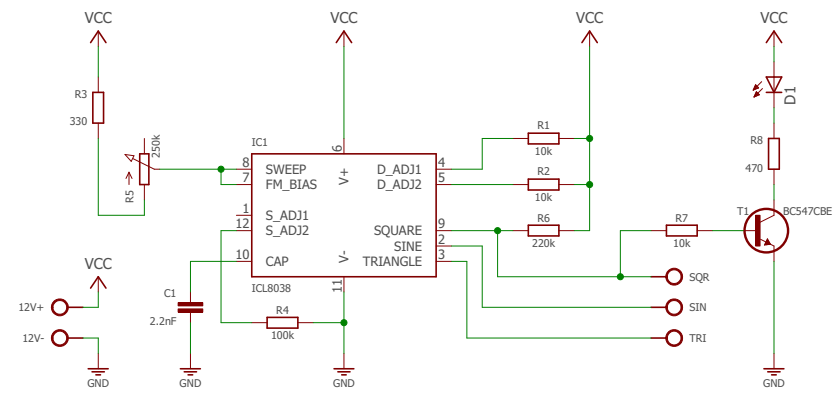 VCC
VCC
VCC
VCC
R3
330
250k
R5
IC1
8
7
1
12
10
6
11
SWEEP
FM_BIAS
S_ADJ1
S_ADJ2
CAP
V+
V-
D_ADJ1
D_ADJ2
SQUARE
SINE
TRIANGLE
4
5
9
2
3
ICL8038
R1
10k
R2
10k
R6
220k
R7
10k
D1
R8
470
T1
BC547CBE
SQR
SIN
TRI
VCC
12V+
12V-
C1
2.2nF
R4
100k
GND
GND
GND
GND